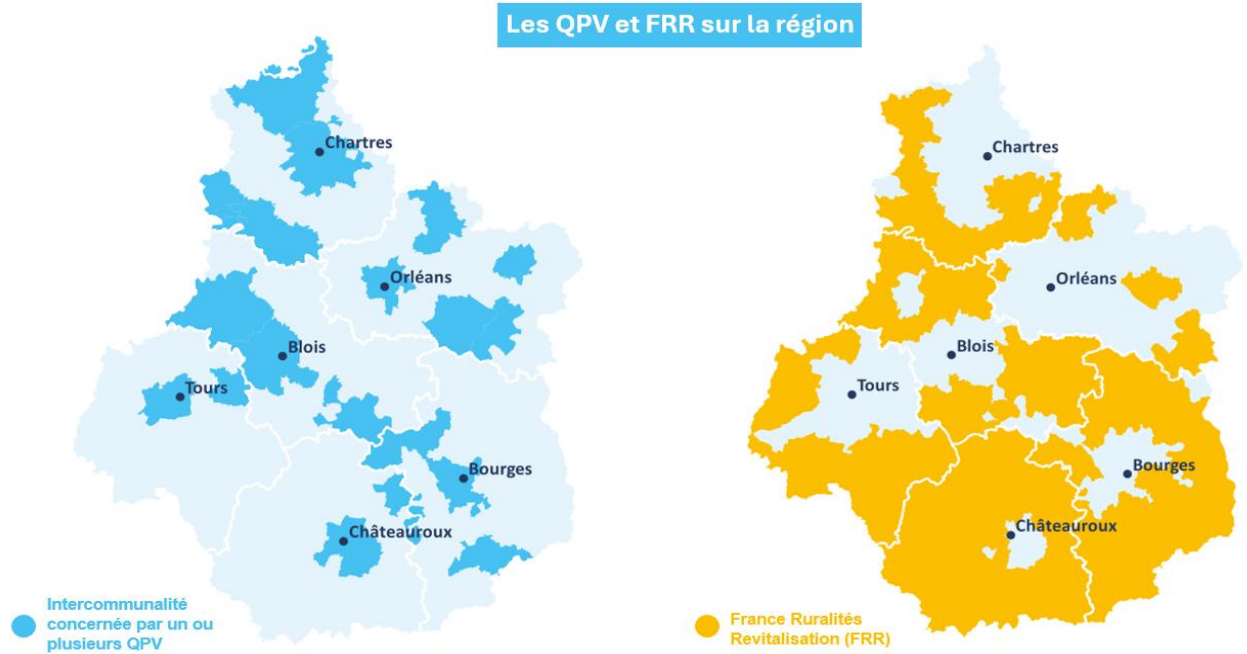 Les QPV et FRR sur la région
Chartres
Orléans
Blois
Tours
Bourges
Châteauroux
Intercommunalité
concernée par un ou
plusieurs QPV
Chartres
Orléans
Blois
Tours
Bourges
Châteauroux
France Ruralités
Revitalisation (FRR)